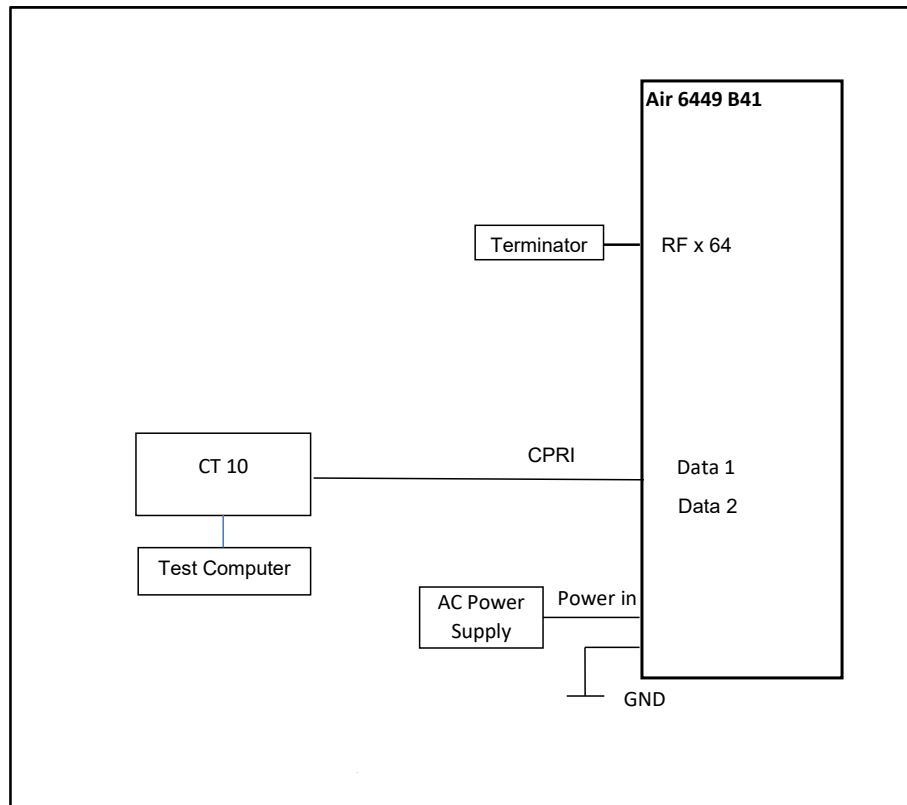 Air 6449 B41
Terminator
RF x 64
CPRI
CT 10
Data 1
Data 2
Test Computer
AC Power
Supply
Power in
GND